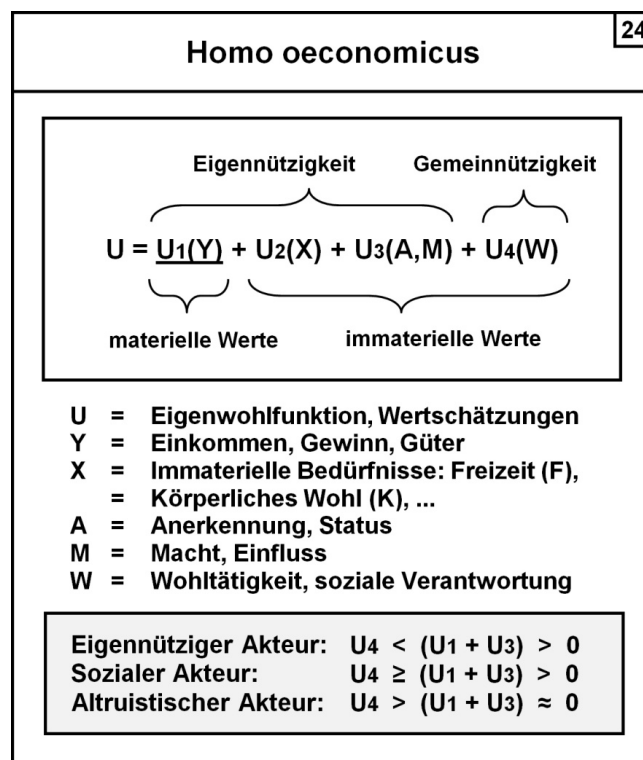 24
Homo oeconomicus
Eigennützigkeit Gemeinnützigkeit
U = U1(Y) + U2(X) + U3(A,M) + U4(W)
materielle Werte immaterielle Werte
U = Eigenwohlfunktion, Wertschätzungen
Y = Einkommen, Gewinn, Güter
X = Immaterielle Bedürfnisse: Freizeit (F),
= Körperliches Wohl (K), ...
A = Anerkennung, Status
M = Macht, Einfluss
W = Wohltätigkeit, soziale Verantwortung
Eigennütziger Akteur: U4 < (U1 + U3) > 0
Sozialer Akteur: U4 ≥ (U1 + U3) > 0
Altruistischer Akteur: U4 > (U1 + U3) ≈ 0